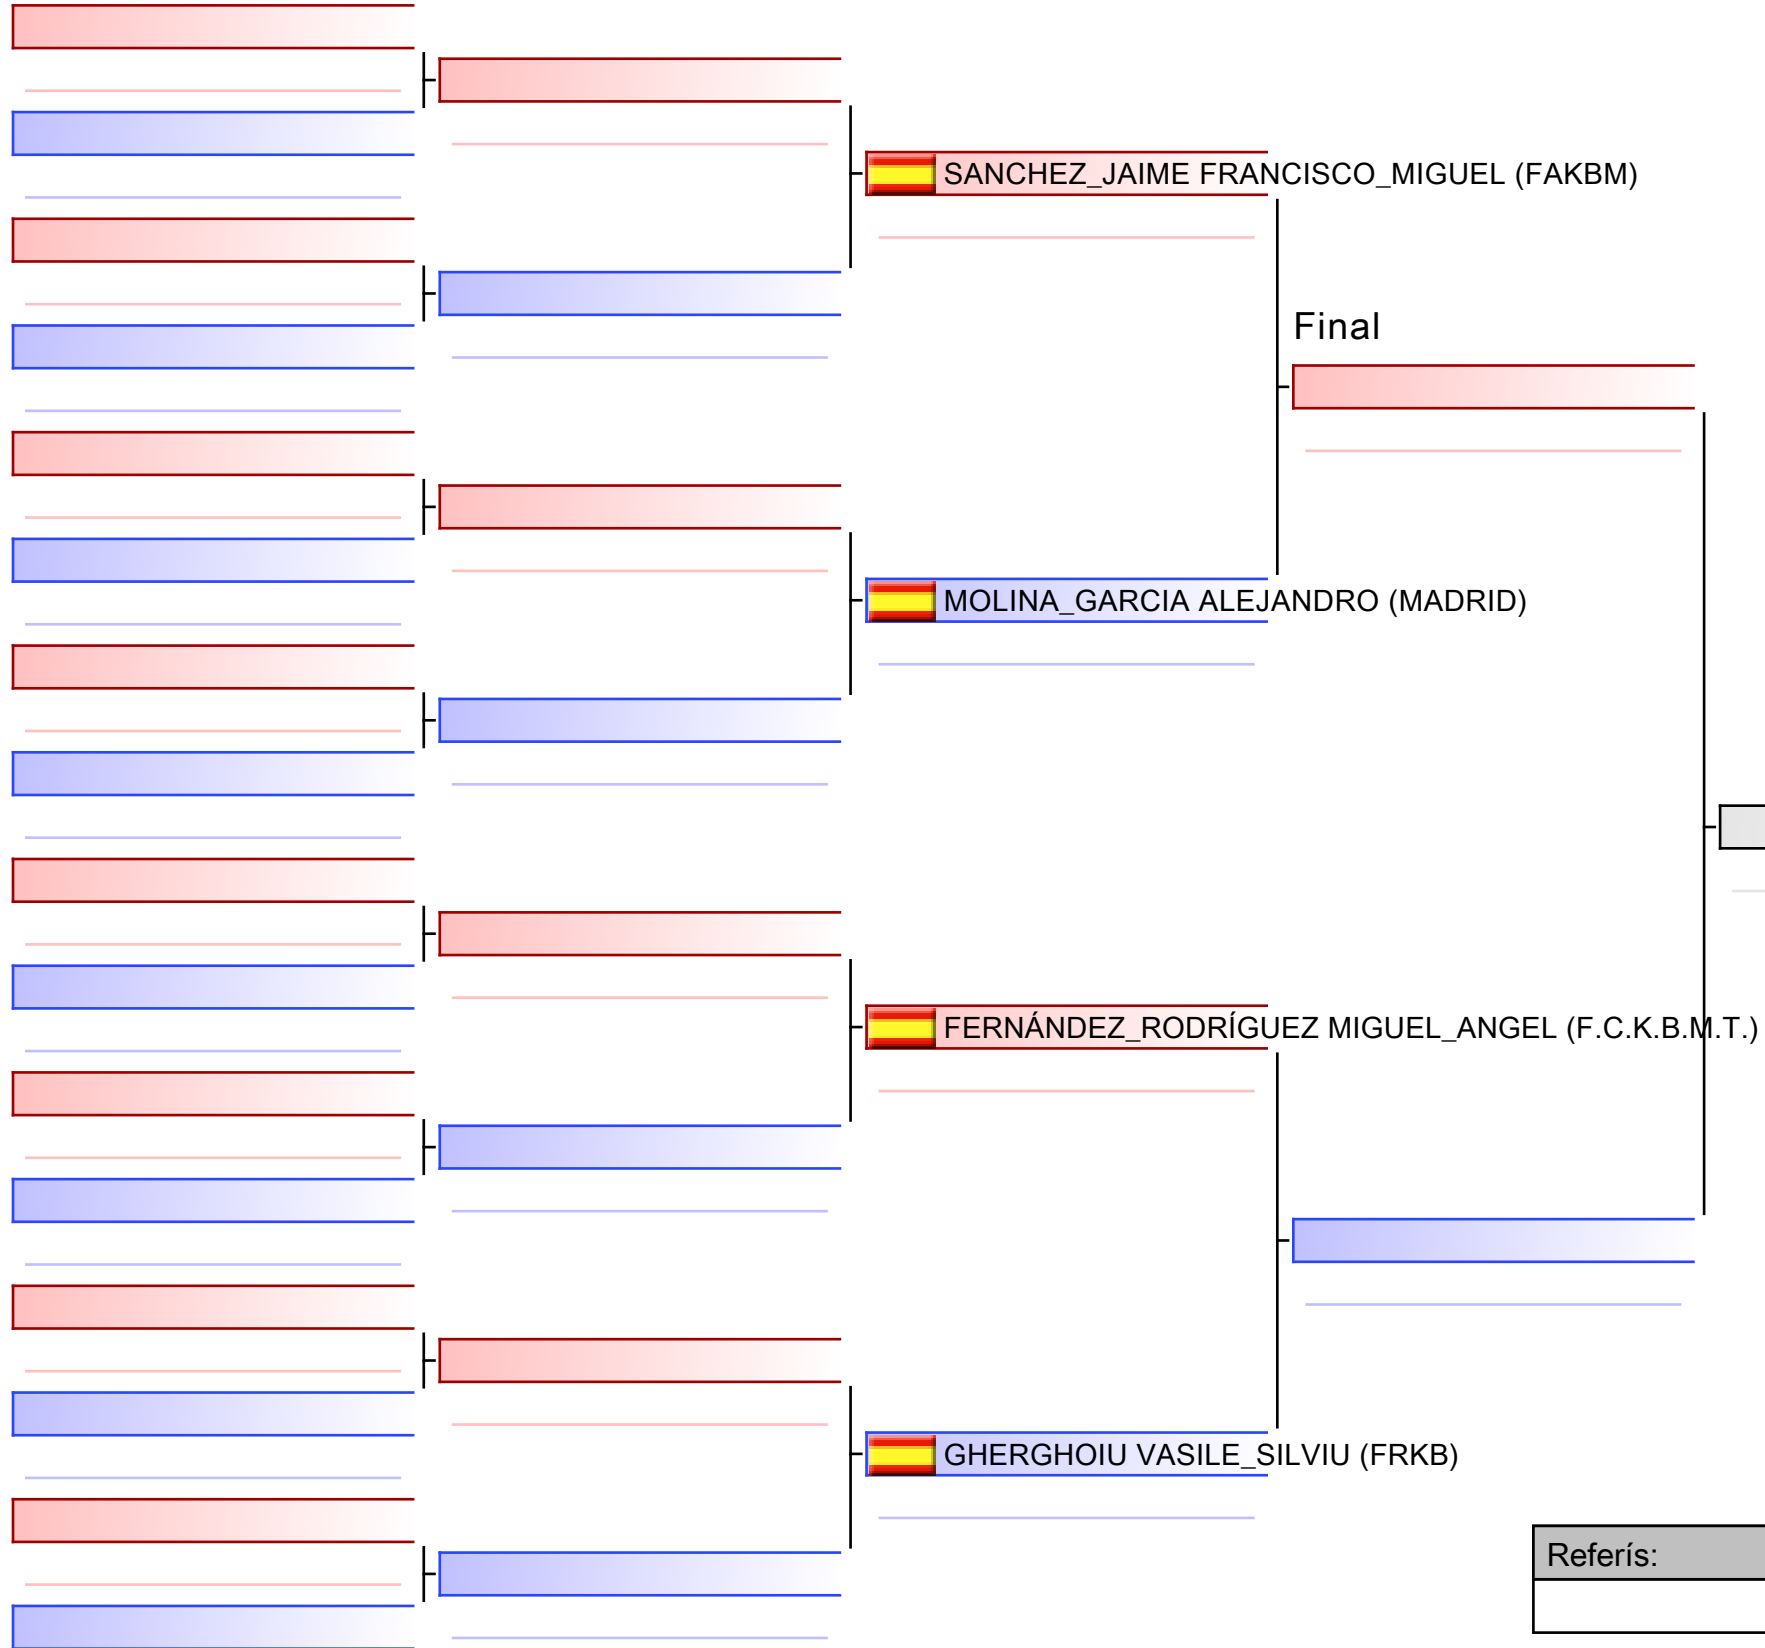 SANCHEZ_JAIME FRANCISCO_MIGUEL (FAKBM)
Final
MOLINA_GARCIA ALEJANDRO (MADRID)
FERNÁNDEZ_RODRÍGUEZ MIGUEL_ANGEL (F.C.K.B.M.T.)
GHERGHOIU VASILE_SILVIU (FRKB)
Referís: